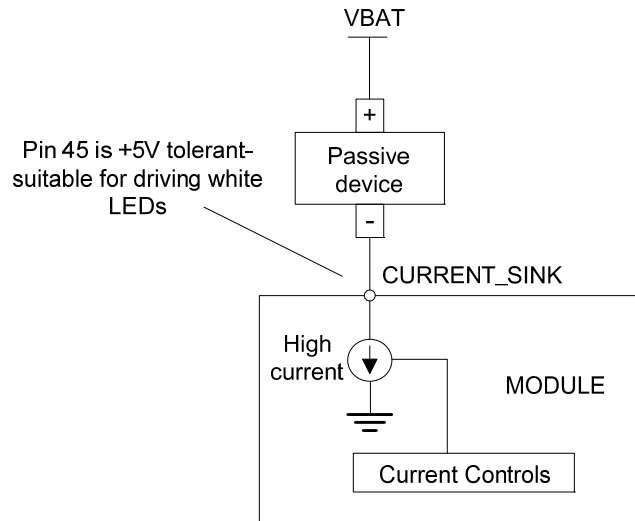 VBAT
+
Pin 45 is +5V tolerant-
suitable for driving white
LEDs
Passive
device
-
CURRENT_SINK
High
current
MODULE
Current Controls